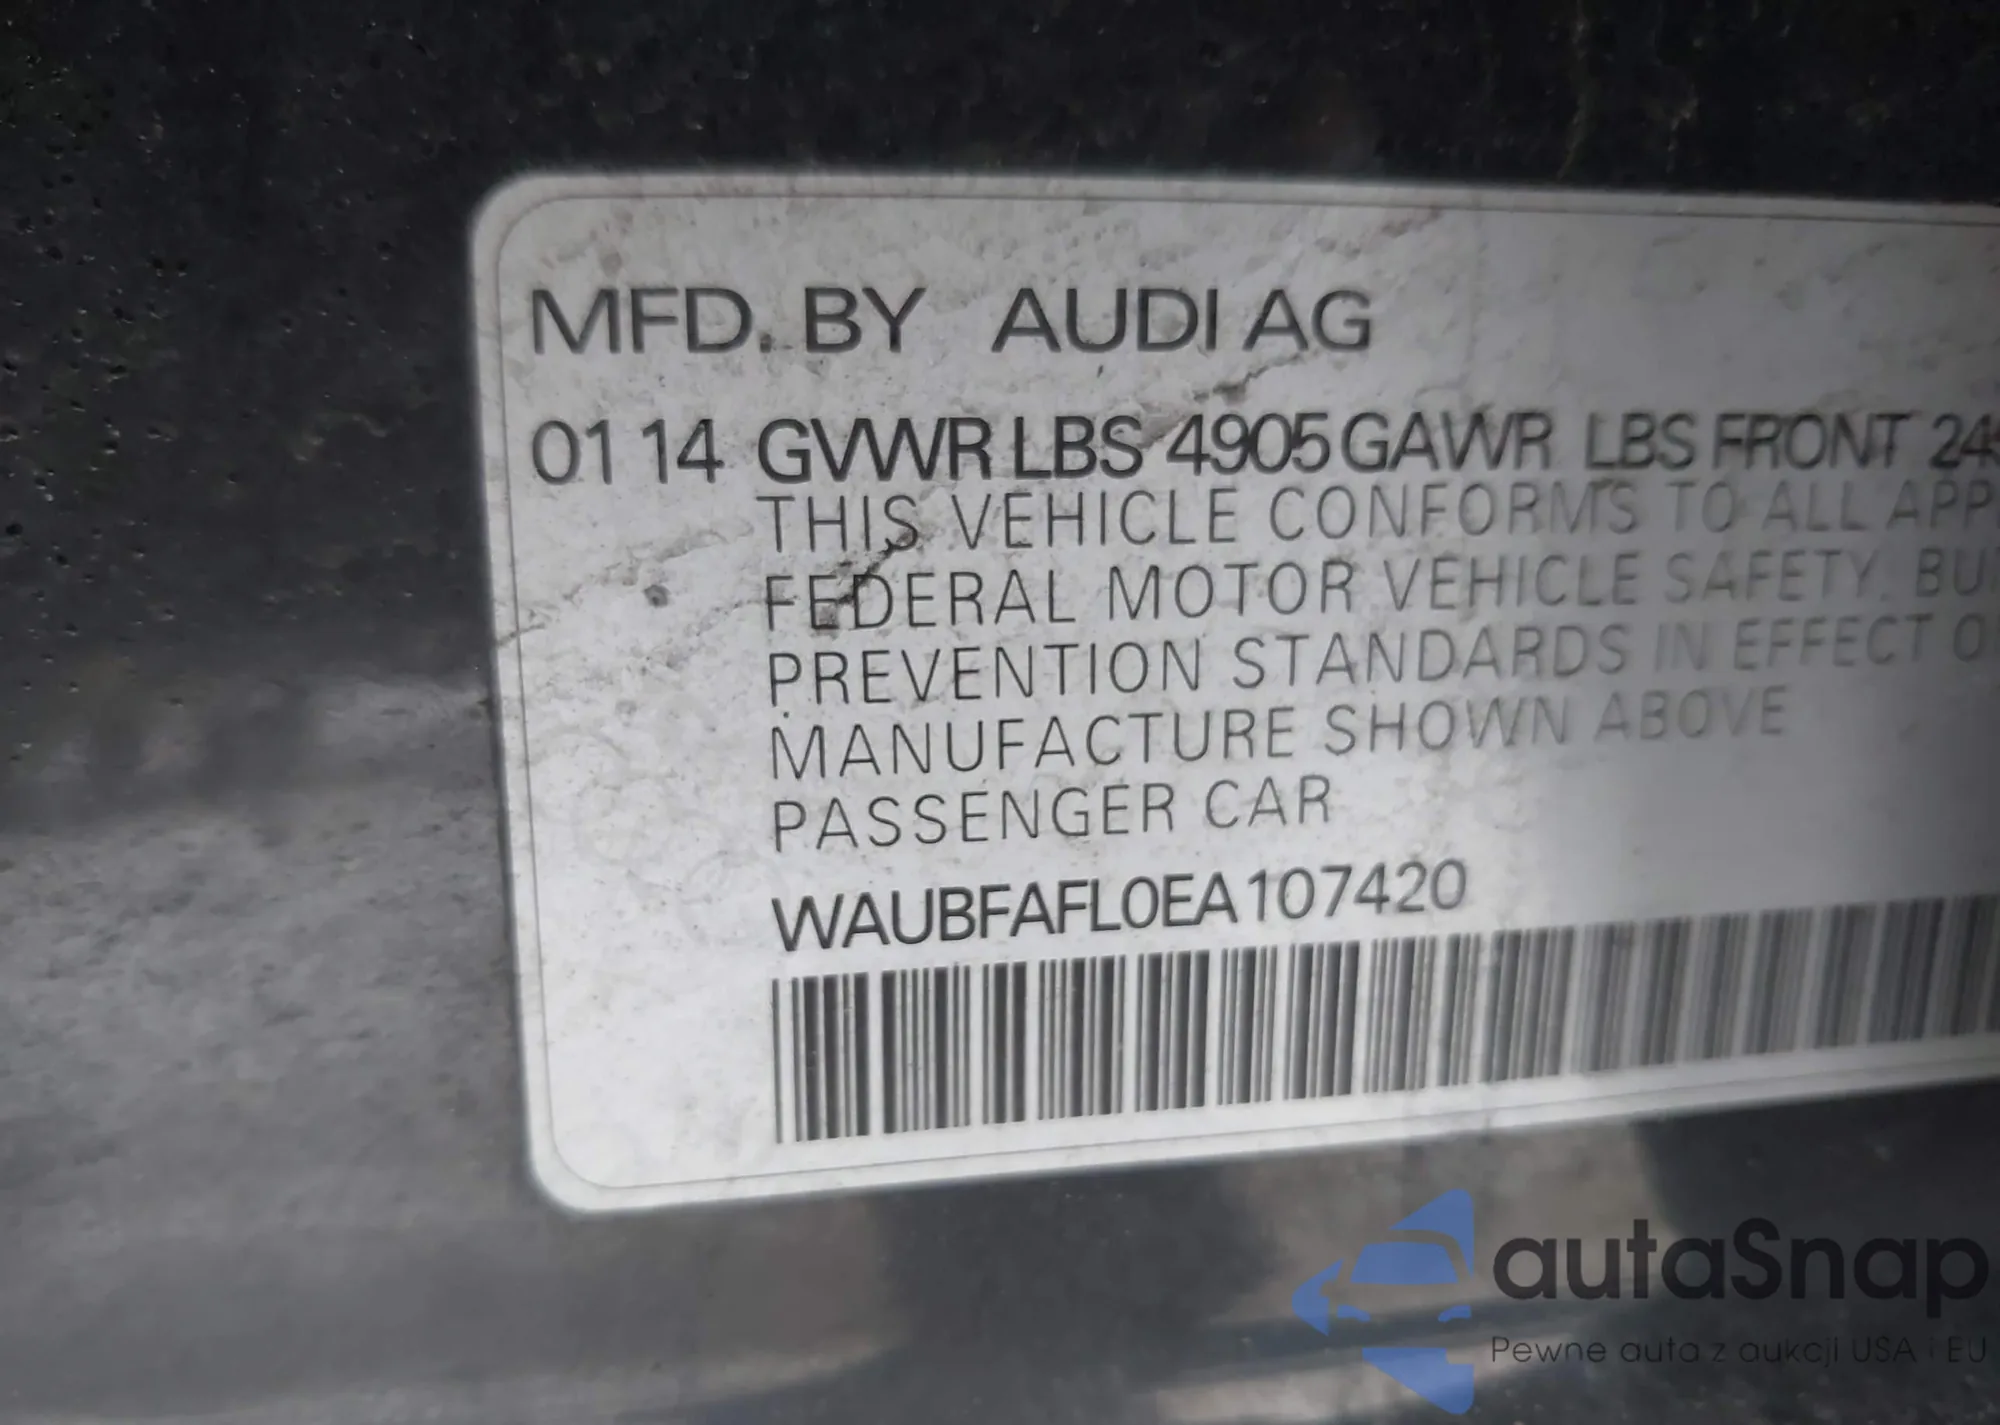 MFD. BY AUDI AG
01 14 GVWR LBS 4905 GAWR LBS FRONT
THIS VEHICLE CONFORMS TO ALL
FEDERAL MOTOR VEHICLE SAFETY.
PREVENTION STANDARDS IN EFFECT
MANUFACTURE SHOWN ABOVE
PASSENGER CAR
WAUBFAFL0EA107420
autaSnap
Pewne auta z aukcji USA i EU